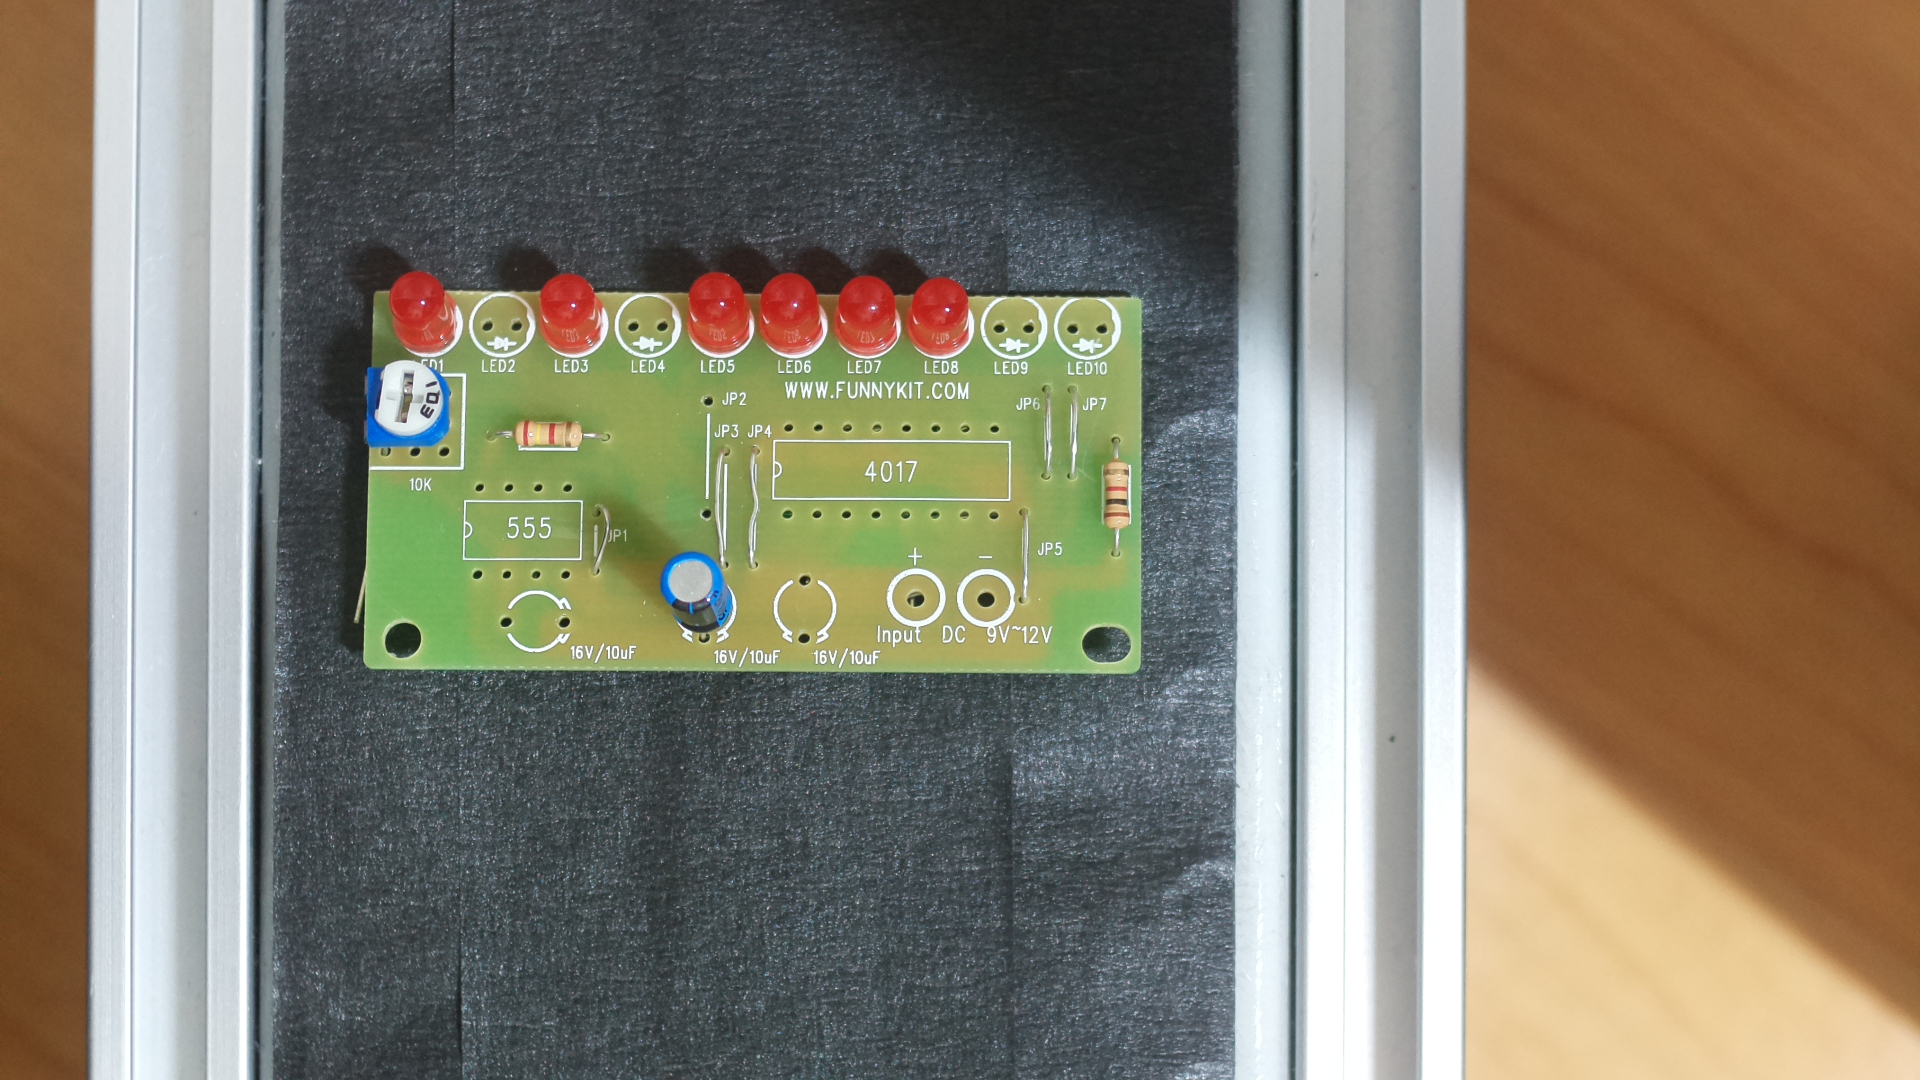 LED1 LED2 LED3 LED4 LED5 LED6 LED7 LED8 LED9 LED10
WWW.FUNNYKIT.COM
JP2
JP6 JP7
JP3 JP4
4017
10K
555
JP1
JP5
+ -
Input DC 9V~12V
16V/10uF 16V/10uF 16V/10uF